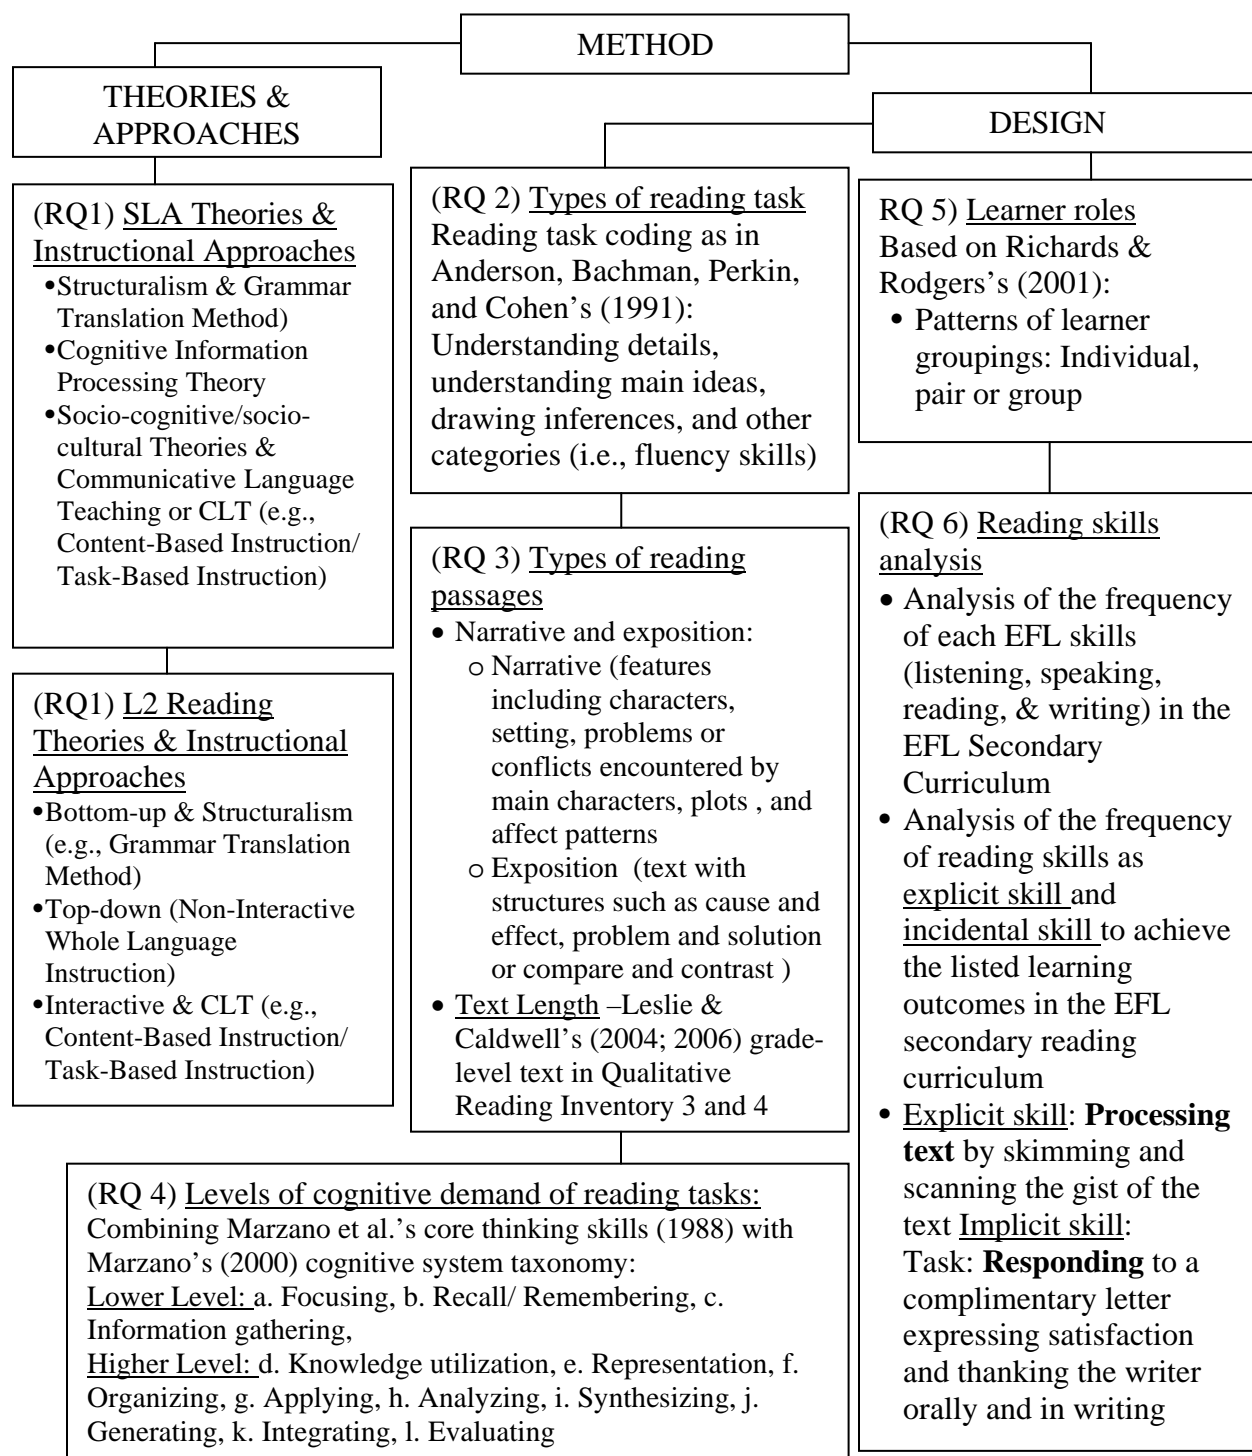 METHOD
THEORIES &
APPROACHES
DESIGN
(RQ1) SLA Theories &
Instructional Approaches
•Structuralism & Grammar
Translation Method)
•Cognitive Information
Processing Theory
•Socio-cognitive/socio-
cultural Theories &
Communicative Language
Teaching or CLT (e.g.,
Content-Based Instruction/
Task-Based Instruction)
(RQ1) L2 Reading
Theories & Instructional
Approaches
•Bottom-up & Structuralism
(e.g., Grammar Translation
Method)
•Top-down (Non-Interactive
Whole Language
Instruction)
•Interactive & CLT (e.g.,
Content-Based Instruction/
Task-Based Instruction)
(RQ 2) Types of reading task
Reading task coding as in
Anderson, Bachman, Perkin,
and Cohen’s (1991):
Understanding details,
understanding main ideas,
drawing inferences, and other
categories (i.e., fluency skills)
(RQ 3) Types of reading
passages
• Narrative and exposition:
o Narrative (features
including characters,
setting, problems or
conflicts encountered by
main characters, plots , and
affect patterns
o Exposition (text with
structures such as cause and
effect, problem and solution
or compare and contrast )
• Text Length –Leslie &
Caldwell’s (2004; 2006) grade-
level text in Qualitative
Reading Inventory 3 and 4
(RQ 4) Levels of cognitive demand of reading tasks:
Combining Marzano et al.’s core thinking skills (1988) with
Marzano’s (2000) cognitive system taxonomy:
Lower Level: a. Focusing, b. Recall/ Remembering, c.
Information gathering,
Higher Level: d. Knowledge utilization, e. Representation, f.
Organizing, g. Applying, h. Analyzing, i. Synthesizing, j.
Generating, k. Integrating, l. Evaluating
RQ 5) Learner roles
Based on Richards &
Rodgers’s (2001):
• Patterns of learner
groupings: Individual,
pair or group
(RQ 6) Reading skills
analysis
• Analysis of the frequency
of each EFL skills
(listening, speaking,
reading, & writing) in the
EFL Secondary
Curriculum
• Analysis of the frequency
of reading skills as
explicit skill and
incidental skill to achieve
the listed learning
outcomes in the EFL
secondary reading
curriculum
• Explicit skill: Processing
text by skimming and
scanning the gist of the
text Implicit skill:
Task: Responding to a
complimentary letter
expressing satisfaction
and thanking the writer
orally and in writing